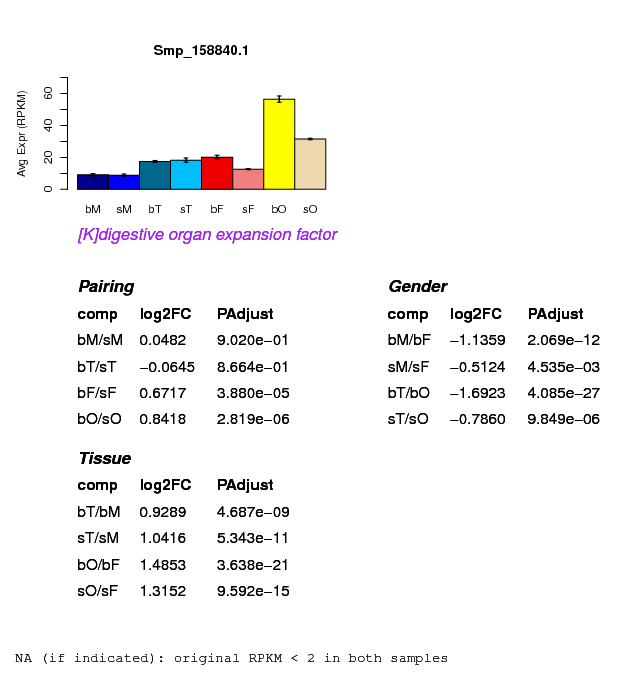 Smp_158840.1
Avg Expr (RPKM)
60
40
20
0
bM sM bT sT bF sF bO sO
[K]digestive organ expansion factor
Pairing
comp log2FC PAdjust
bM/sM 0.0482 9.020e−01
bT/sT −0.0645 8.664e−01
bF/sF 0.6717 3.880e−05
bO/sO 0.8418 2.819e−06
Gender
comp log2FC PAdjust
bM/bF −1.1359 2.069e−12
sM/sF −0.5124 4.535e−03
bT/bO −1.6923 4.085e−27
sT/sO −0.7860 9.849e−06
Tissue
comp log2FC PAdjust
bT/bM 0.9289 4.687e−09
sT/sM 1.0416 5.343e−11
bO/bF 1.4853 3.638e−21
sO/sF 1.3152 9.592e−15
NA (if indicated): original RPKM < 2 in both samples